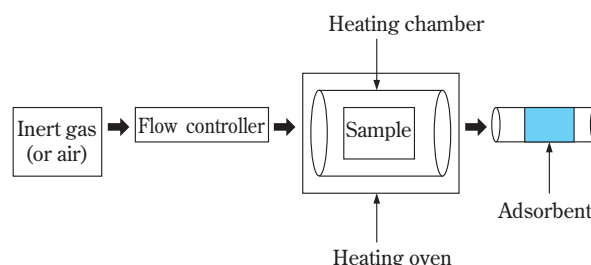 Heating chamber
Inert gas
(or air)
Flow controller
Sample
Adsorbent
Heating oven